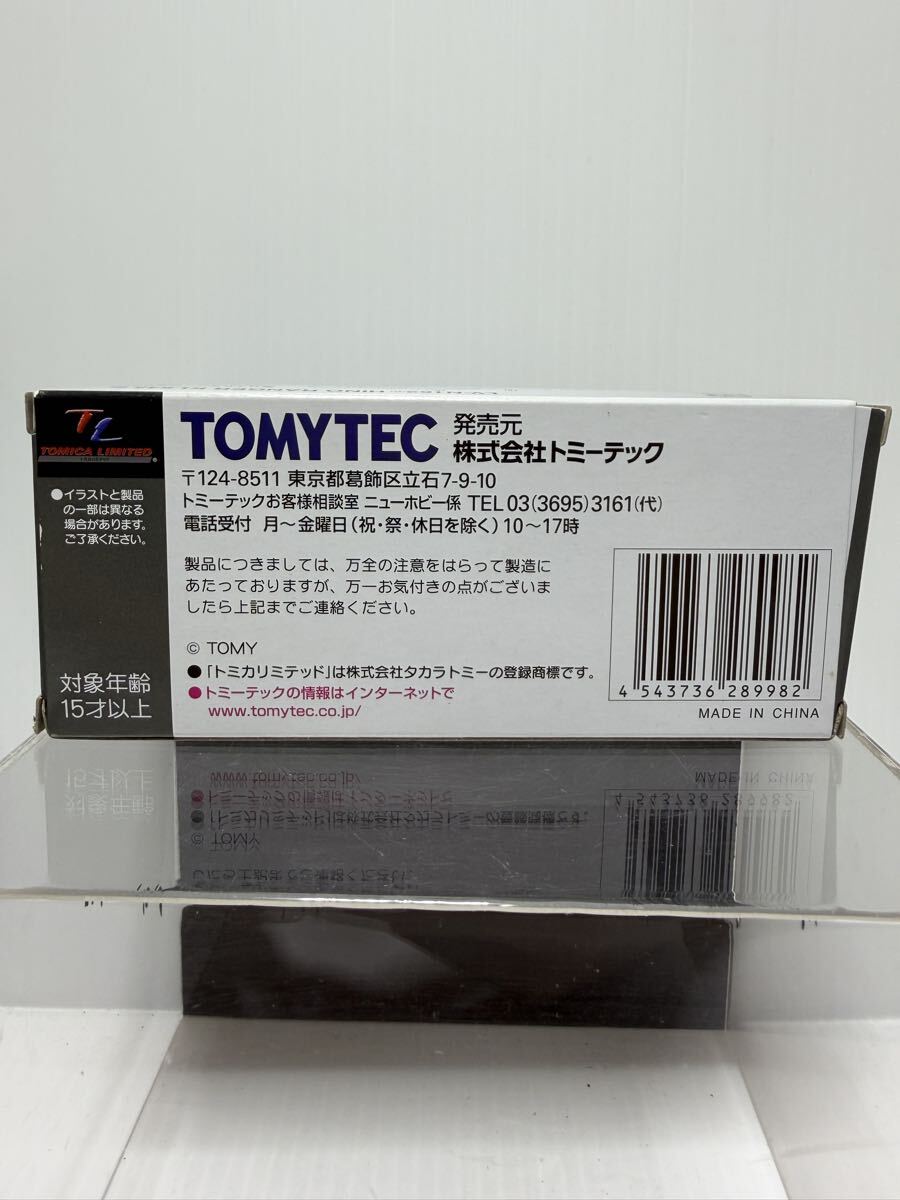 TL
TOMICA LIMITED
VINTAGE
●イラストと製品
の一部は異なる
場合があります。
ご了承ください。
対象年齢
15才以上
TOMYTEC 発売元
株式会社トミーテック
〒124-8511 東京都葛飾区立石7-9-10
トミーテックお客様相談室 ニューホビー係 TEL 03(3695)3161(代)
電話受付 月〜金曜日(祝・祭・休日を除く)10〜17時
製品につきましては、万全の注意をはらって製造に
あたっておりますが、万一お気付きの点がございま
したら上記までご連絡ください。
© TOMY
●「トミカリミテッド」は株式会社タカラトミーの登録商標です。
●トミーテックの情報はインターネットで
www.tomytec.co.jp/
4 543736 289982
MADE IN CHINA